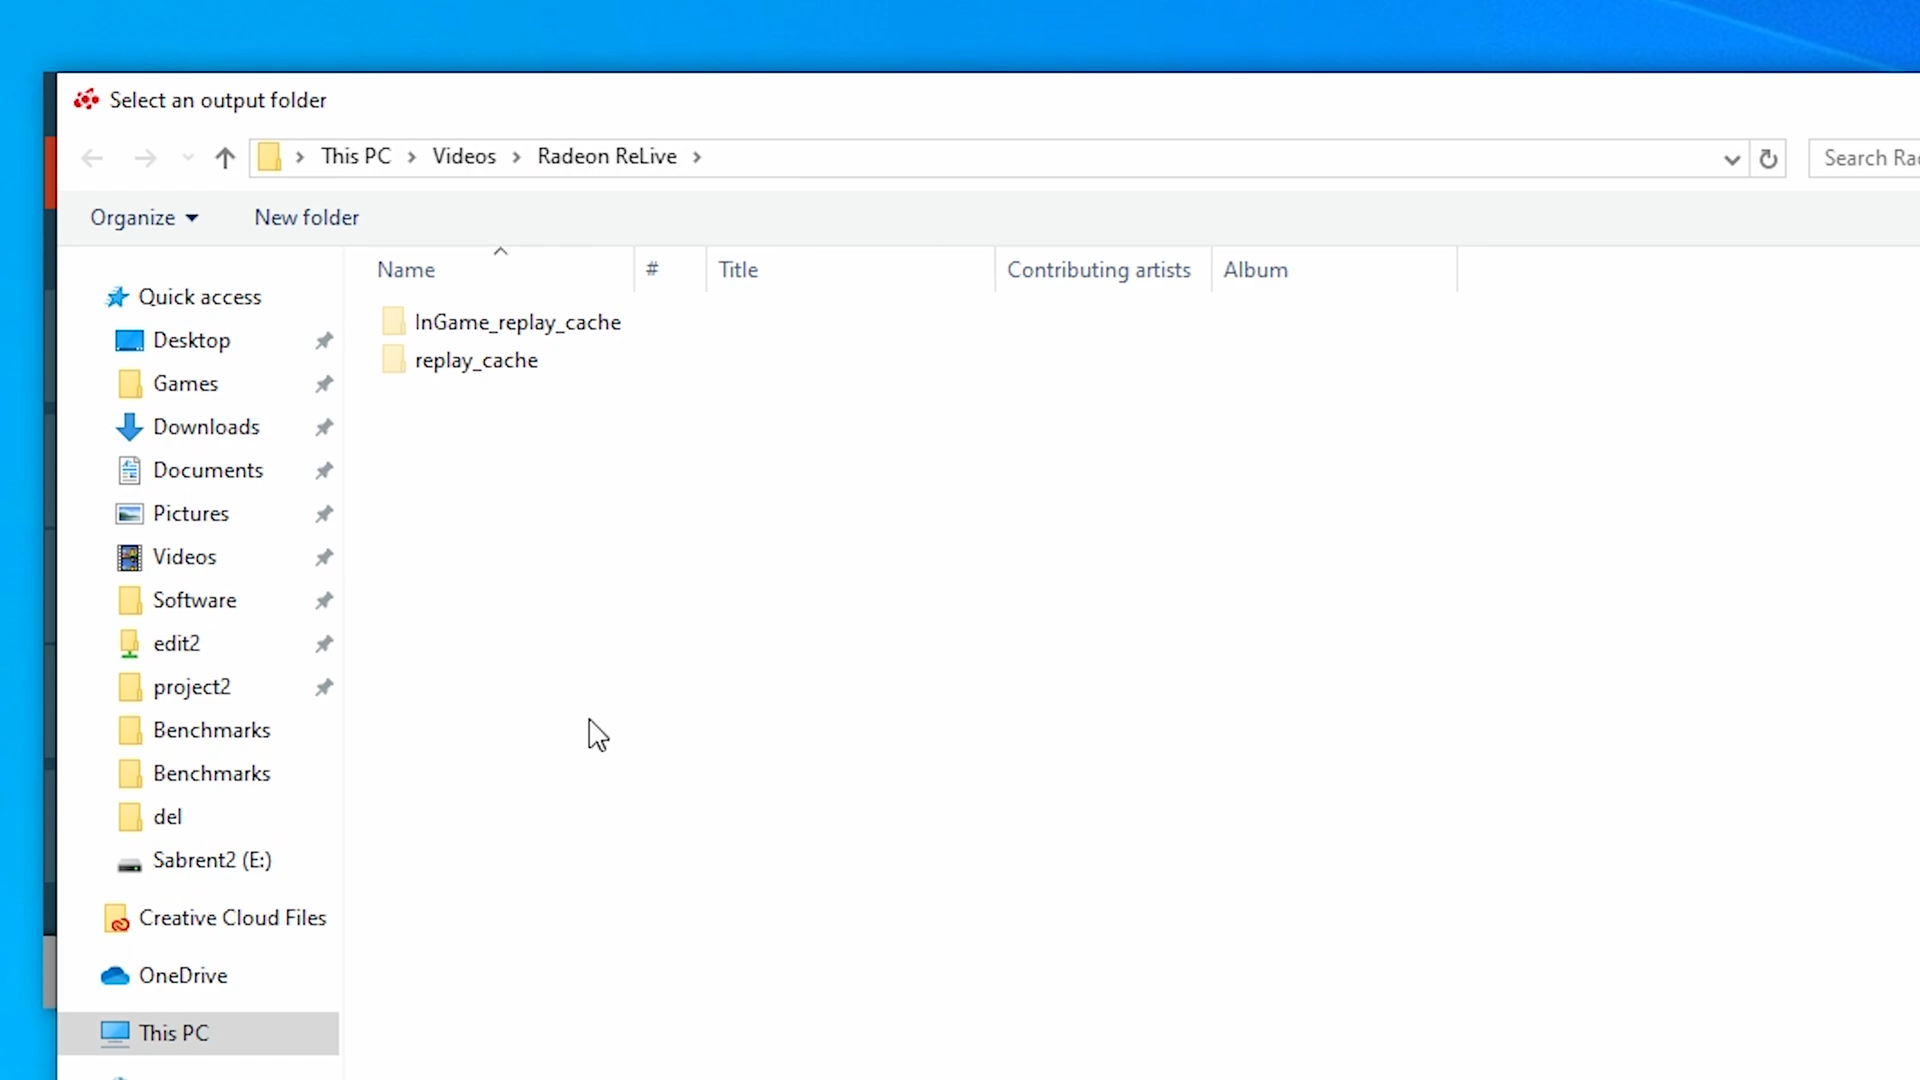 Select an output folder
This PC > Videos > Radeon ReLive >
Search Rad
Organize New folder
Name # Title Contributing artists Album
InGame_replay_cache
replay_cache
Quick access
Desktop
Games
Downloads
Documents
Pictures
Videos
Software
edit2
project2
Benchmarks
Benchmarks
del
Sabrent2 (E:)
Creative Cloud Files
OneDrive
This PC